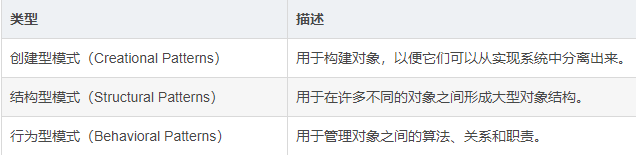 类型 描述
创建型模式（Creational Patterns） 用于构建对象，以便它们可以从实现系统中分离出来。
结构型模式（Structural Patterns） 用于在许多不同的对象之间形成大型对象结构。
行为型模式（Behavioral Patterns） 用于管理对象之间的算法、关系和职责。